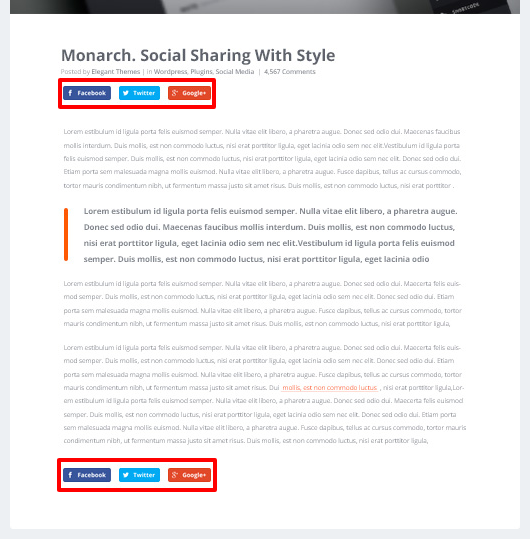 SHORTCODE
Monarch. Social Sharing With Style
Posted by Elegant Themes | in Wordpress, Plugins, Social Media | 4,567 Comments
Facebook Twitter Google+
Lorem estibulum id ligula porta felis euismod semper. Nulla vitae elit libero, a pharetra augue. Donec sed odio dui. Maecenas faucibus
mollis interdum. Duis mollis, est non commodo luctus, nisi erat porttitor ligula, eget lacinia odio sem nec elit.Vestibulum id ligula porta
felis euismod semper. Duis mollis, est non commodo luctus, nisi erat porttitor ligula, eget lacinia odio sem nec elit. Donec sed odio dui.
Etiam porta sem malesuada magna mollis euismod. Nulla vitae elit libero, a pharetra augue. Fusce dapibus, tellus ac cursus commodo,
tortor mauris condimentum nibh, ut fermentum massa justo sit amet risus. Duis mollis, est non commodo luctus, nisi erat porttitor .
Lorem estibulum id ligula porta felis euismod semper. Nulla vitae elit libero, a pharetra augue.
Donec sed odio dui. Maecenas faucibus mollis interdum. Duis mollis, est non commodo luctus,
nisi erat porttitor ligula, eget lacinia odio sem nec elit.Vestibulum id ligula porta felis euismod
semper. Duis mollis, est non commodo luctus, nisi erat porttitor ligula, eget lacinia odio
Lorem estibulum id ligula porta felis euismod semper. Nulla vitae elit libero, a pharetra augue. Donec sed odio dui. Maecorta felis euis-
mod semper. Duis mollis, est non commodo luctus, nisi erat porttitor ligula, eget lacinia odio sem nec elit. Donec sed odio dui. Etiam
porta sem malesuada magna mollis euismod. Nulla vitae elit libero, a pharetra augue. Fusce dapibus, tellus ac cursus commodo, tortor
mauris condimentum nibh, ut fermentum massa justo sit amet risus. Duis mollis, est non commodo luctus, nisi erat porttitor ligula,
Lorem estibulum id ligula porta felis euismod semper. Nulla vitae elit libero, a pharetra augue. Donec sed odio dui. Maecorta felis euis-
mod semper. Duis mollis, est non commodo luctus, nisi erat porttitor ligula, eget lacinia odio sem nec elit. Donec sed odio dui. Etiam
porta sem malesuada magna mollis euismod. Nulla vitae elit libero, a pharetra augue. Fusce dapibus, tellus ac cursus commodo, tortor
mauris condimentum nibh, ut fermentum massa justo sit amet risus. Dui mollis, est non commodo luctus , nisi erat porttitor ligula,Lor-
em estibulum id ligula porta felis euismod semper. Nulla vitae elit libero, a pharetra augue. Donec sed odio dui. Maecorta felis euismod
semper. Duis mollis, est non commodo luctus, nisi erat porttitor ligula, eget lacinia odio sem nec elit. Donec sed odio dui. Etiam porta
sem malesuada magna mollis euismod. Nulla vitae elit libero, a pharetra augue. Fusce dapibus, tellus ac cursus commodo, tortor mauris
condimentum nibh, ut fermentum massa justo sit amet risus. Duis mollis, est non commodo luctus, nisi erat porttitor ligula,
Facebook Twitter Google+